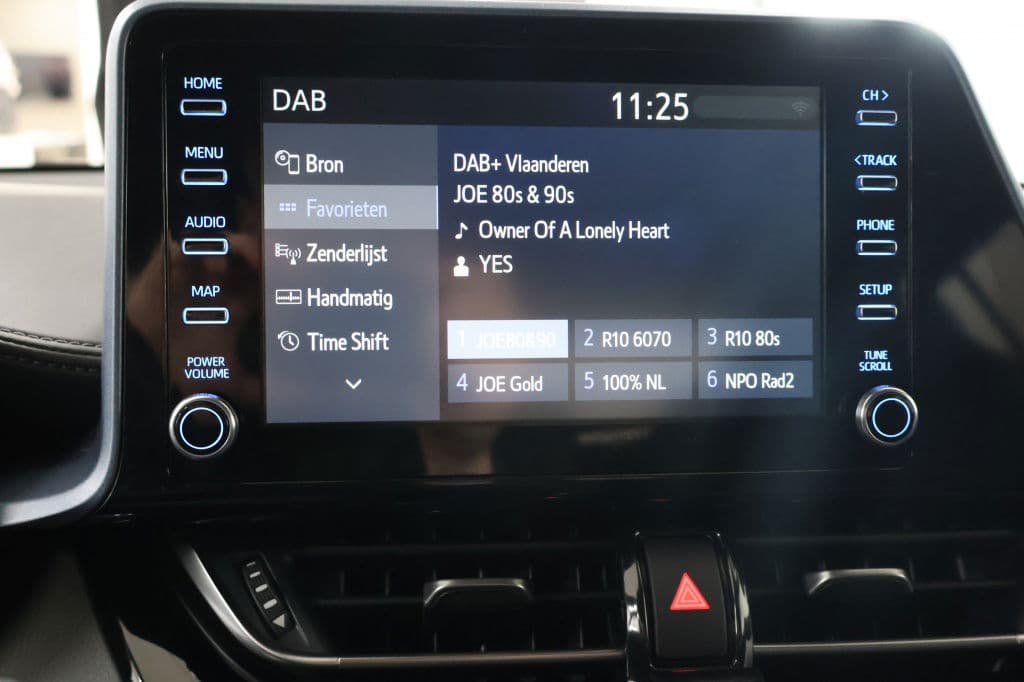 HOME
MENU
AUDIO
MAP
POWER
VOLUME
DAB
11:25
Bron
Favorieten
Zenderlijst
Handmatig
Time Shift
DAB+ Vlaanderen
JOE 80s & 90s
Owner Of A Lonely Heart
YES
1 JOE80&90
2 R10 6070
3 R10 80s
4 JOE Gold
5 100% NL
6 NPO Rad2
CH >
< TRACK
PHONE
SETUP
TUNE
SCROLL